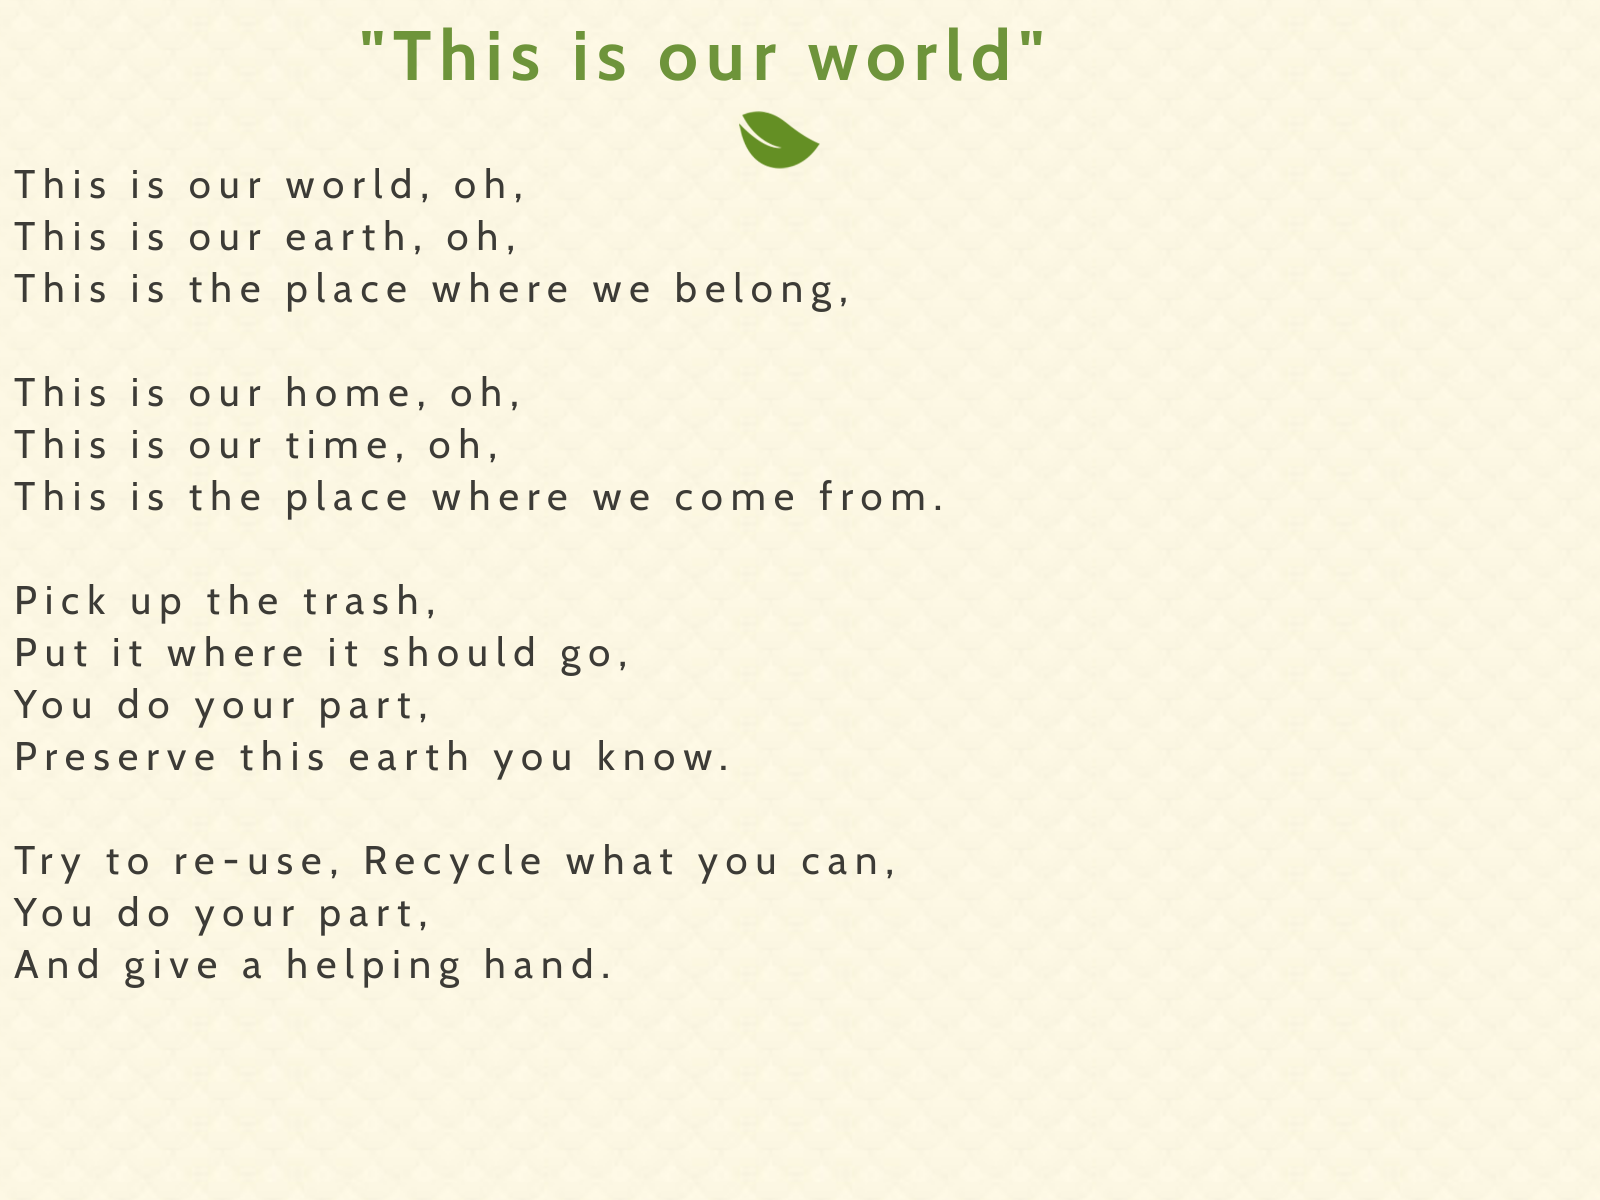 "This is our world"
This is our world, oh,
This is our earth, oh,
This is the place where we belong,
This is our home, oh,
This is our time, oh,
This is the place where we come from.
Pick up the trash,
Put it where it should go,
You do your part,
Preserve this earth you know.
Try to re-use, Recycle what you can,
You do your part,
And give a helping hand.